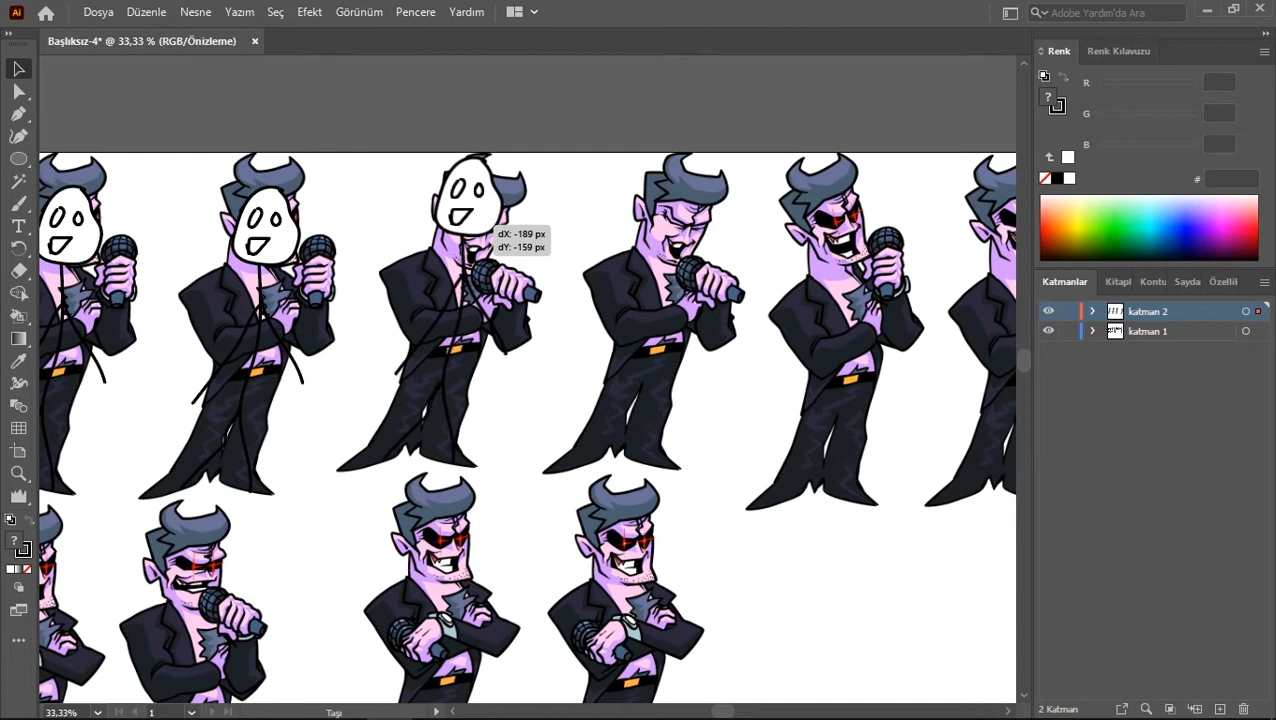 Ai
Dosya Düzenle Nesne Yazım Seç Efekt Görünüm Pencere Yardım
Adobe Yardım'da Ara
Başlıksız-4* @ 33,33 % (RGB/Önizleme)
Renk Renk Kılavuzu
R
G
B
#
dX: -189 px
dY: -159 px
Katmanlar Kitapl Kontu Sayda Özellil
katman 2
katman 1
33,33% 1 Taşı
2 Katman